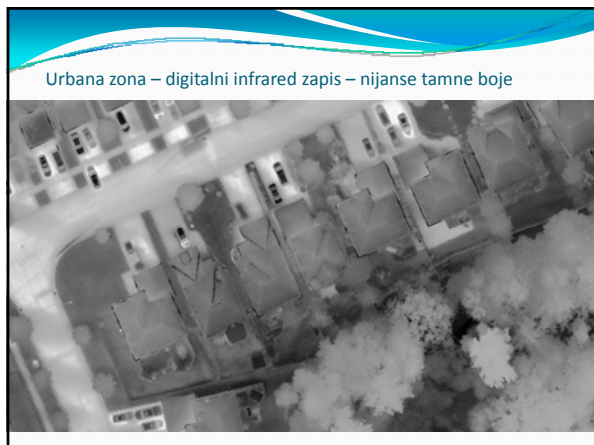 Urbana zona – digitalni infrared zapis – nijanse tamne boje